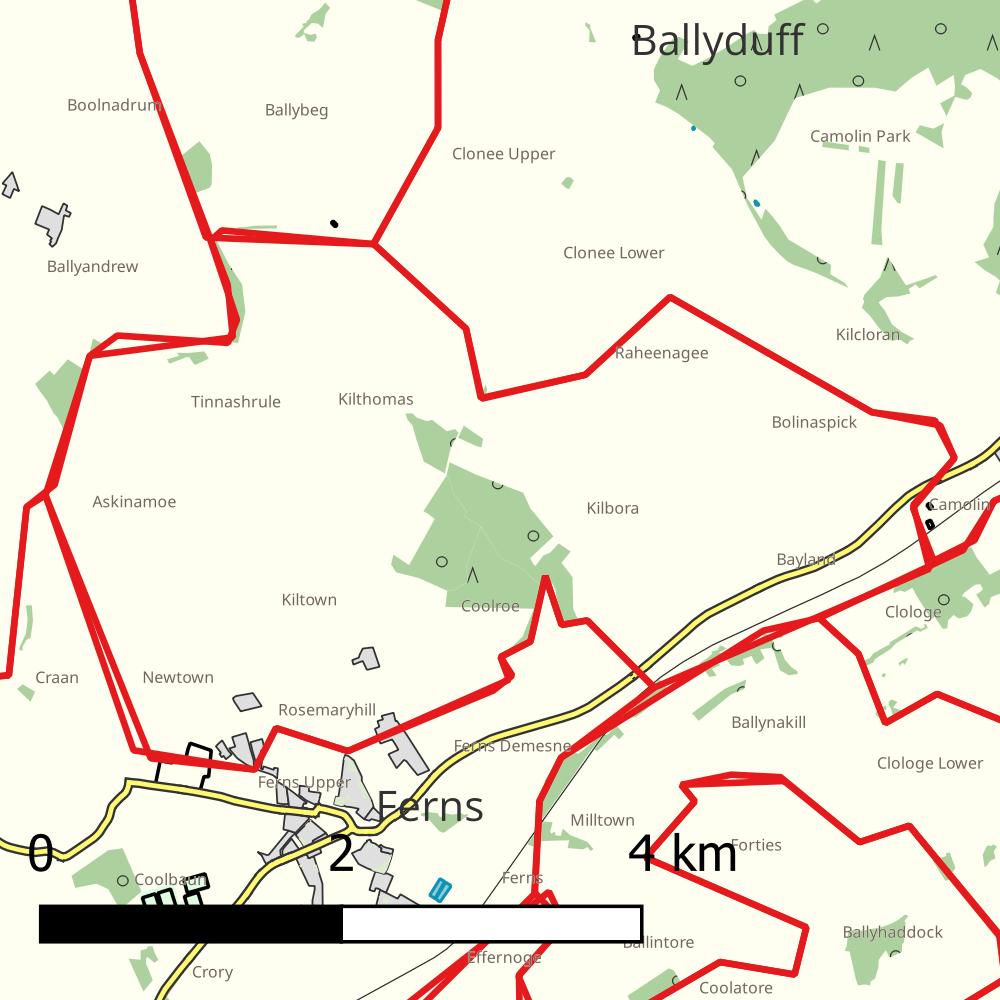 Ballyduff
Boolnadrum
Ballybeg
Camolin Park
Clonee Upper
Clonee Lower
Ballyandrew
Kilcloran
Raheenagee
Tinnashrule
Kilthomas
Bolinaspick
Askinamoe
Kilbora
Camolin
Bayland
Kiltown
Coolroe
Clologe
Craan
Newtown
Rosemaryhill
Ballynakill
Ferns Demesne
Clologe Lower
Ferns Upper
Ferns
Milltown
Forties
0 2 4 km
Coolbaun
Ferns
Ballyhaddock
Ballintore
Effernoge
Crory
Coolatore